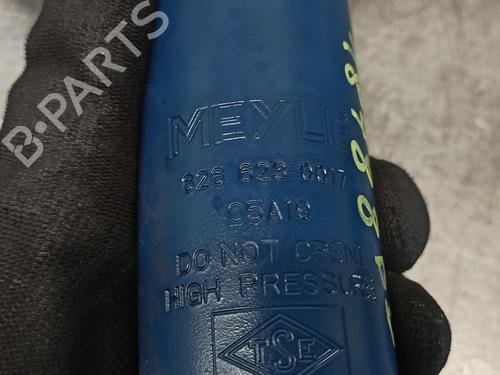 B-PARTS
MEYLE
626 623 0017
05A19
DO NOT OPEN!
HIGH PRESSURE
TSE